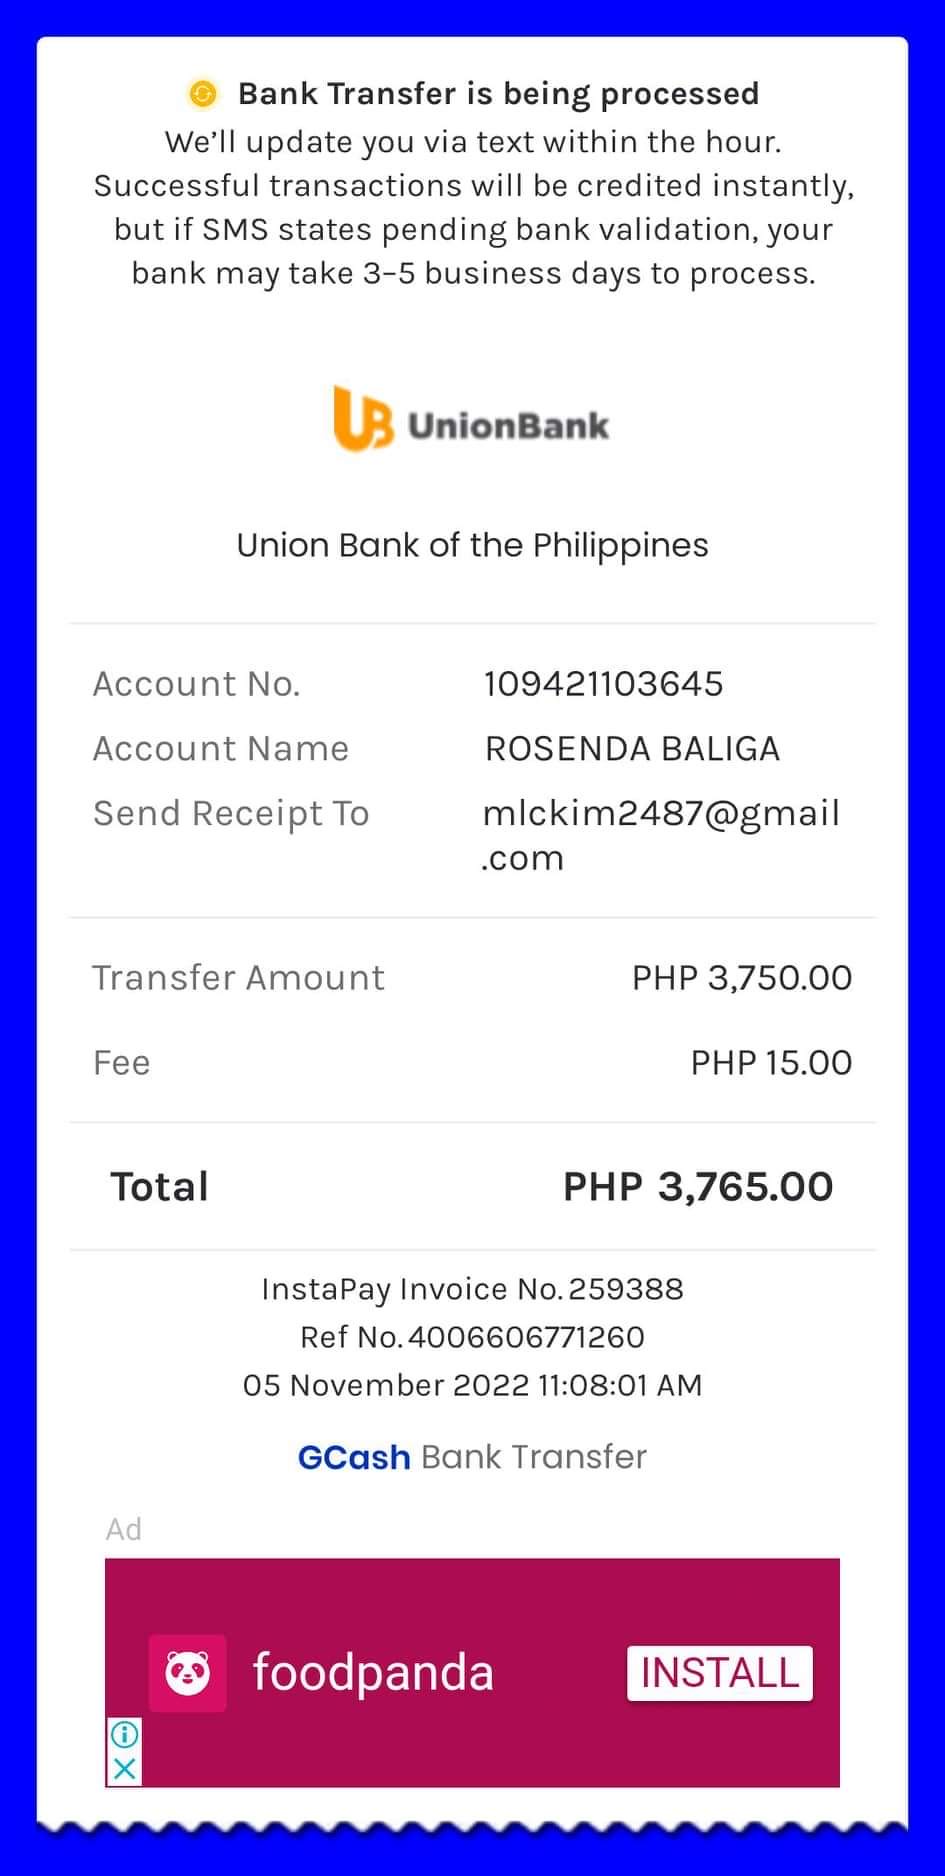 Bank Transfer is being processed
We'll update you via text within the hour.
Successful transactions will be credited instantly,
but if SMS states pending bank validation, your
bank may take 3–5 business days to process.
UB UnionBank
Union Bank of the Philippines
Account No. 109421103645
Account Name ROSENDA BALIGA
Send Receipt To mlckim2487@gmail
.com
Transfer Amount PHP 3,750.00
Fee PHP 15.00
Total PHP 3,765.00
InstaPay Invoice No. 259388
Ref No. 4006606771260
05 November 2022 11:08:01 AM
GCash Bank Transfer
Ad
foodpanda INSTALL